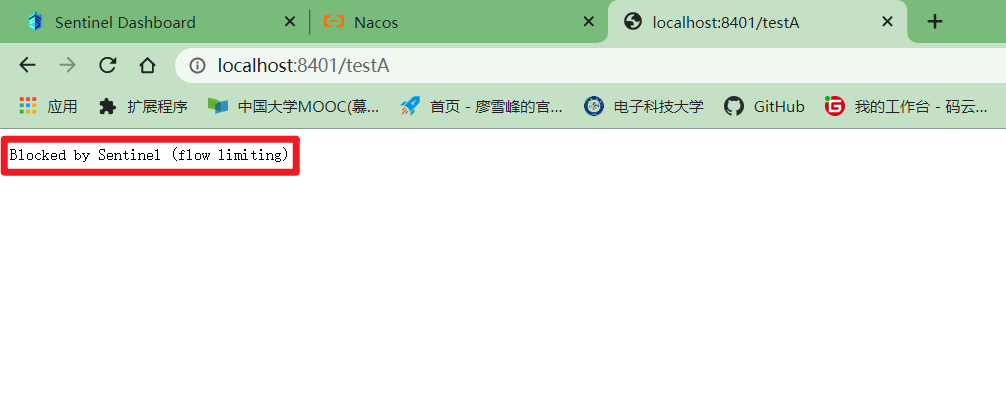 Sentinel Dashboard Nacos localhost:8401/testA
localhost:8401/testA
应用 扩展程序 中国大学MOOC(慕... 首页 - 廖雪峰的官... 电子科技大学 GitHub 我的工作台 - 码云...
Blocked by Sentinel (flow limiting)